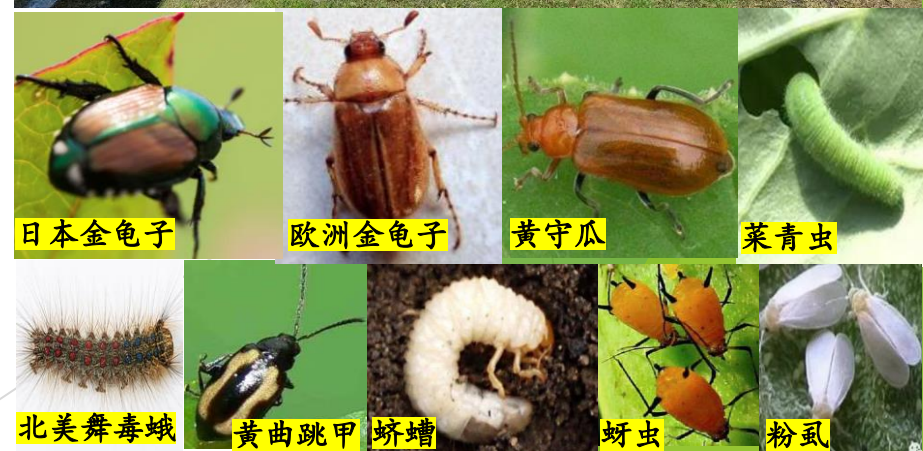 日本金龟子
欧洲金龟子
黄守瓜
菜青虫
北美舞毒蛾
黄曲跳甲
蛴螬
蚜虫
粉虱